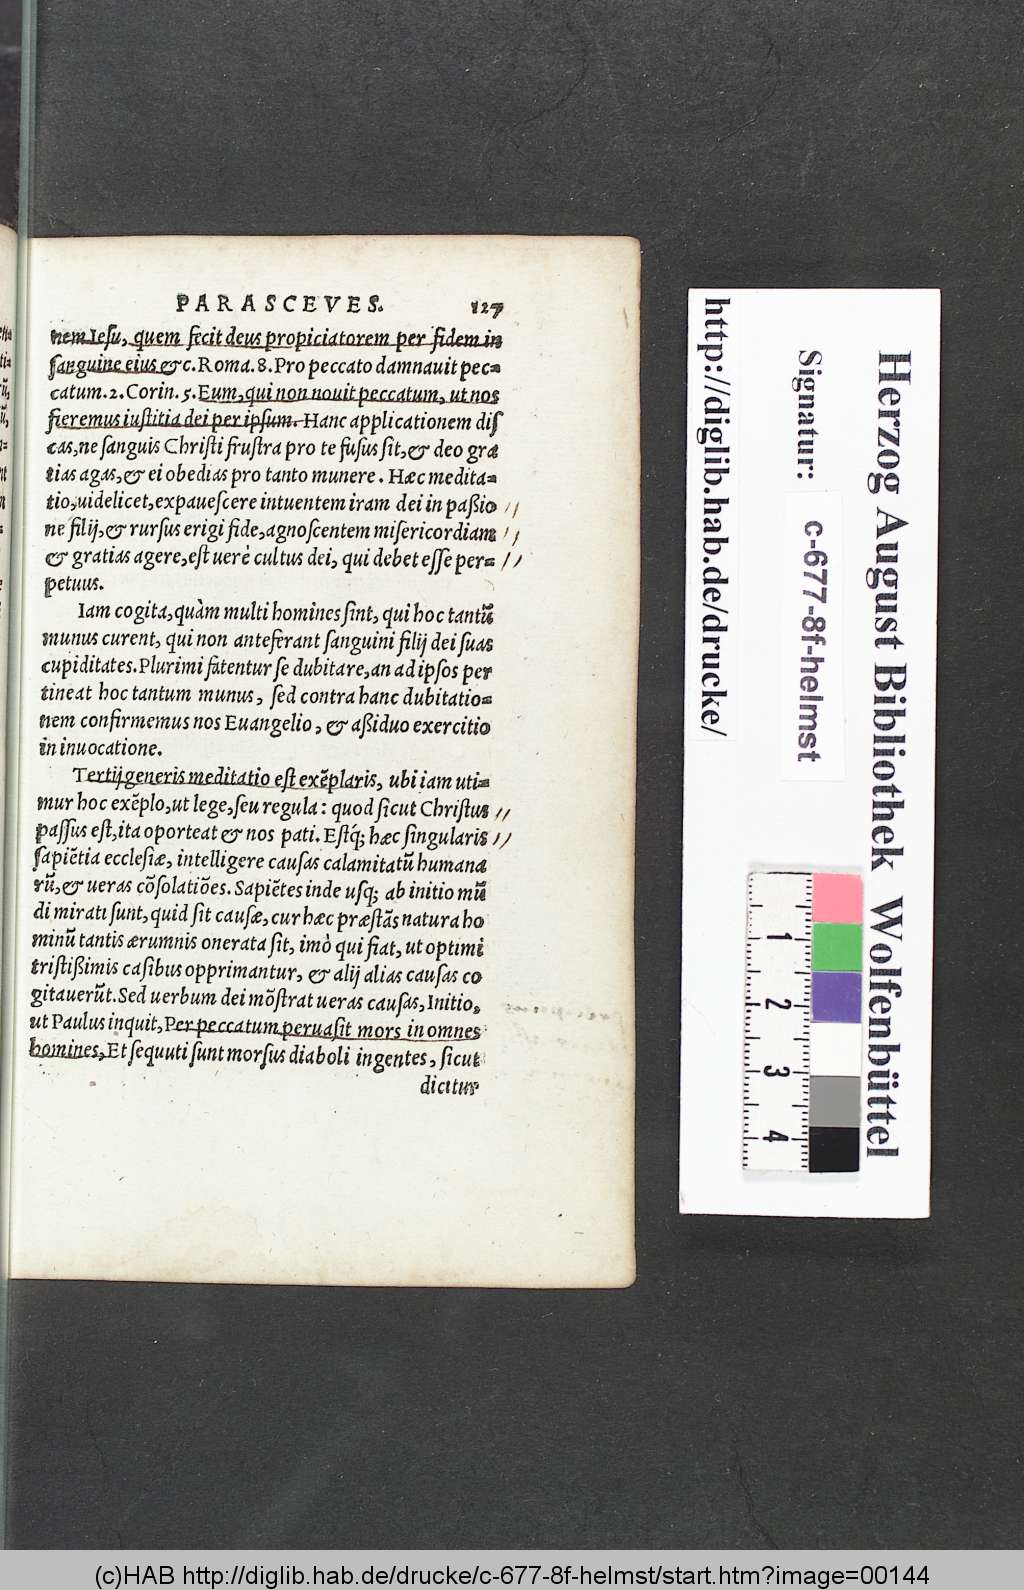 PARASCEVES. 127
nem Iesu, quem fecit deus propiciatorem per fidem in
sanguine eius &c. Roma. 8. Pro peccato damnauit pec=
catum. 2. Corin. 5. Eum, qui non nouit peccatum, ut nos
fieremus iustitia dei per ipsum. Hanc applicationem dis
cas, ne sanguis Christi frustra pro te fusus sit, & deo gra
tias agas, & ei obedias pro tanto munere. Hæc medita=
tio, uidelicet, expauescere intuentem iram dei in paßio
ne filij, & rursus erigi fide, agnoscentem misericordiam
& gratias agere, est uerè cultus dei, qui debet esse per=
petuus.
Iam cogita, quàm multi homines sint, qui hoc tantũ
munus curent, qui non anteferant sanguini filij dei suas
cupiditates. Plurimi fatentur se dubitare, an ad ipsos per
tineat hoc tantum munus, sed contra hanc dubitatio=
nem confirmemus nos Euangelio, & aßiduo exercitio
in inuocatione.
Tertij generis meditatio est exẽplaris, ubi iam uti=
mur hoc exẽplo, ut lege, seu regula: quod sicut Christus
passus est, ita oporteat & nos pati. Estq́; hæc singularis
sapiẽtia ecclesiæ, intelligere causas calamitatũ humana
rũ, & ueras cõsolatiões. Sapiẽtes inde usq; ab initio mũ
di mirati sunt, quid sit causæ, cur hæc præstãs natura ho
minũ tantis ærumnis onerata sit, imò qui fiat, ut optimi
tristißimis casibus opprimantur, & alij alias causas co
gitauerũt. Sed uerbum dei mõstrat ueras causas, Initio,
ut Paulus inquit, Per peccatum peruasit mors in omnes
homines, Et sequuti sunt morsus diaboli ingentes, sicut
dicitur
Herzog August Bibliothek Wolfenbüttel
Signatur: c-677-8f-helmst
http://diglib.hab.de/drucke/
1
2
3
4
(c)HAB http://diglib.hab.de/drucke/c-677-8f-helmst/start.htm?image=00144